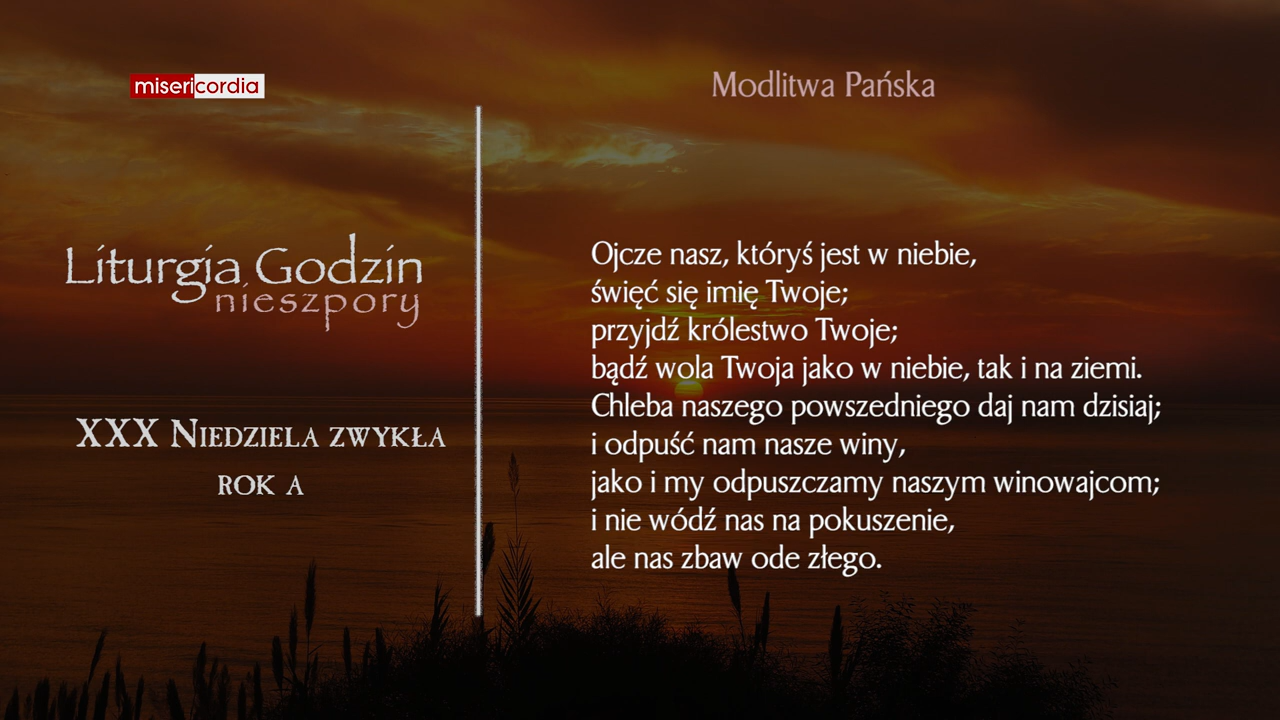 misericordia
Liturgia Godzin
nieszpory
XXX Niedziela zwykła
rok A
Modlitwa Pańska
Ojcze nasz, któryś jest w niebie,
święć się imię Twoje;
przyjdź królestwo Twoje;
bądź wola Twoja jako w niebie, tak i na ziemi.
Chleba naszego powszedniego daj nam dzisiaj;
i odpuść nam nasze winy,
jako i my odpuszczamy naszym winowajcom;
i nie wódź nas na pokuszenie,
ale nas zbaw ode złego.